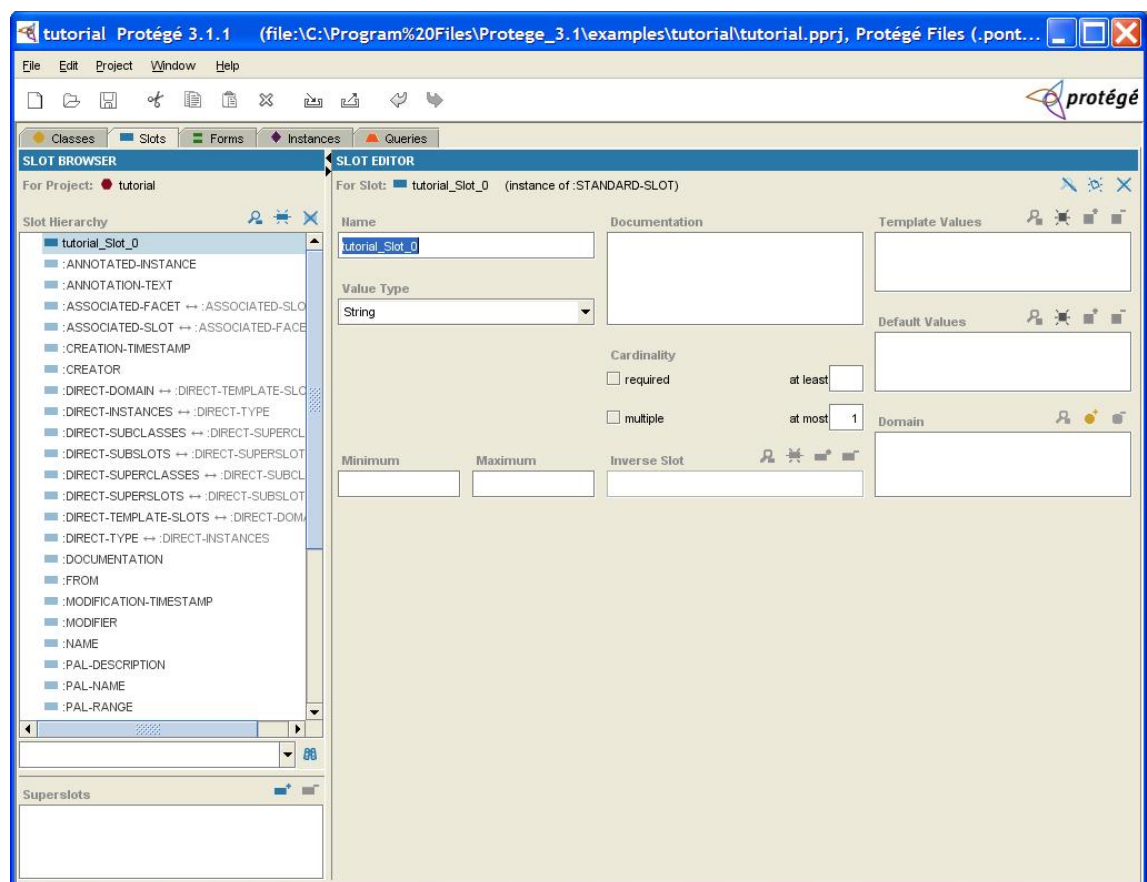 tutorial Protégé 3.1.1 (file:\C:\Program%20Files\Protege_3.1\examples\tutorial\tutorial.pprj, Protégé Files (.pont...
File Edit Project Window Help
protégé
Classes Slots Forms Instances Queries
SLOT BROWSER
For Project: tutorial
Slot Hierarchy
tutorial_Slot_0
:ANNOTATED-INSTANCE
:ANNOTATION-TEXT
:ASSOCIATED-FACET ↔ :ASSOCIATED-SLO
:ASSOCIATED-SLOT ↔ :ASSOCIATED-FACE
:CREATION-TIMESTAMP
:CREATOR
:DIRECT-DOMAIN ↔ :DIRECT-TEMPLATE-SLO
:DIRECT-INSTANCES ↔ :DIRECT-TYPE
:DIRECT-SUBCLASSES ↔ :DIRECT-SUPERCL
:DIRECT-SUBSLOTS ↔ :DIRECT-SUPERSLOT
:DIRECT-SUPERCLASSES ↔ :DIRECT-SUBCL
:DIRECT-SUPERSLOTS ↔ :DIRECT-SUBSLOT
:DIRECT-TEMPLATE-SLOTS ↔ :DIRECT-DOMA
:DIRECT-TYPE ↔ :DIRECT-INSTANCES
:DOCUMENTATION
:FROM
:MODIFICATION-TIMESTAMP
:MODIFIER
:NAME
:PAL-DESCRIPTION
:PAL-NAME
:PAL-RANGE
Superslots
SLOT EDITOR
For Slot: tutorial_Slot_0 (instance of :STANDARD-SLOT)
Name
tutorial_Slot_0
Value Type
String
Minimum Maximum
Documentation
Cardinality
required at least
multiple at most 1
Inverse Slot
Template Values
Default Values
Domain